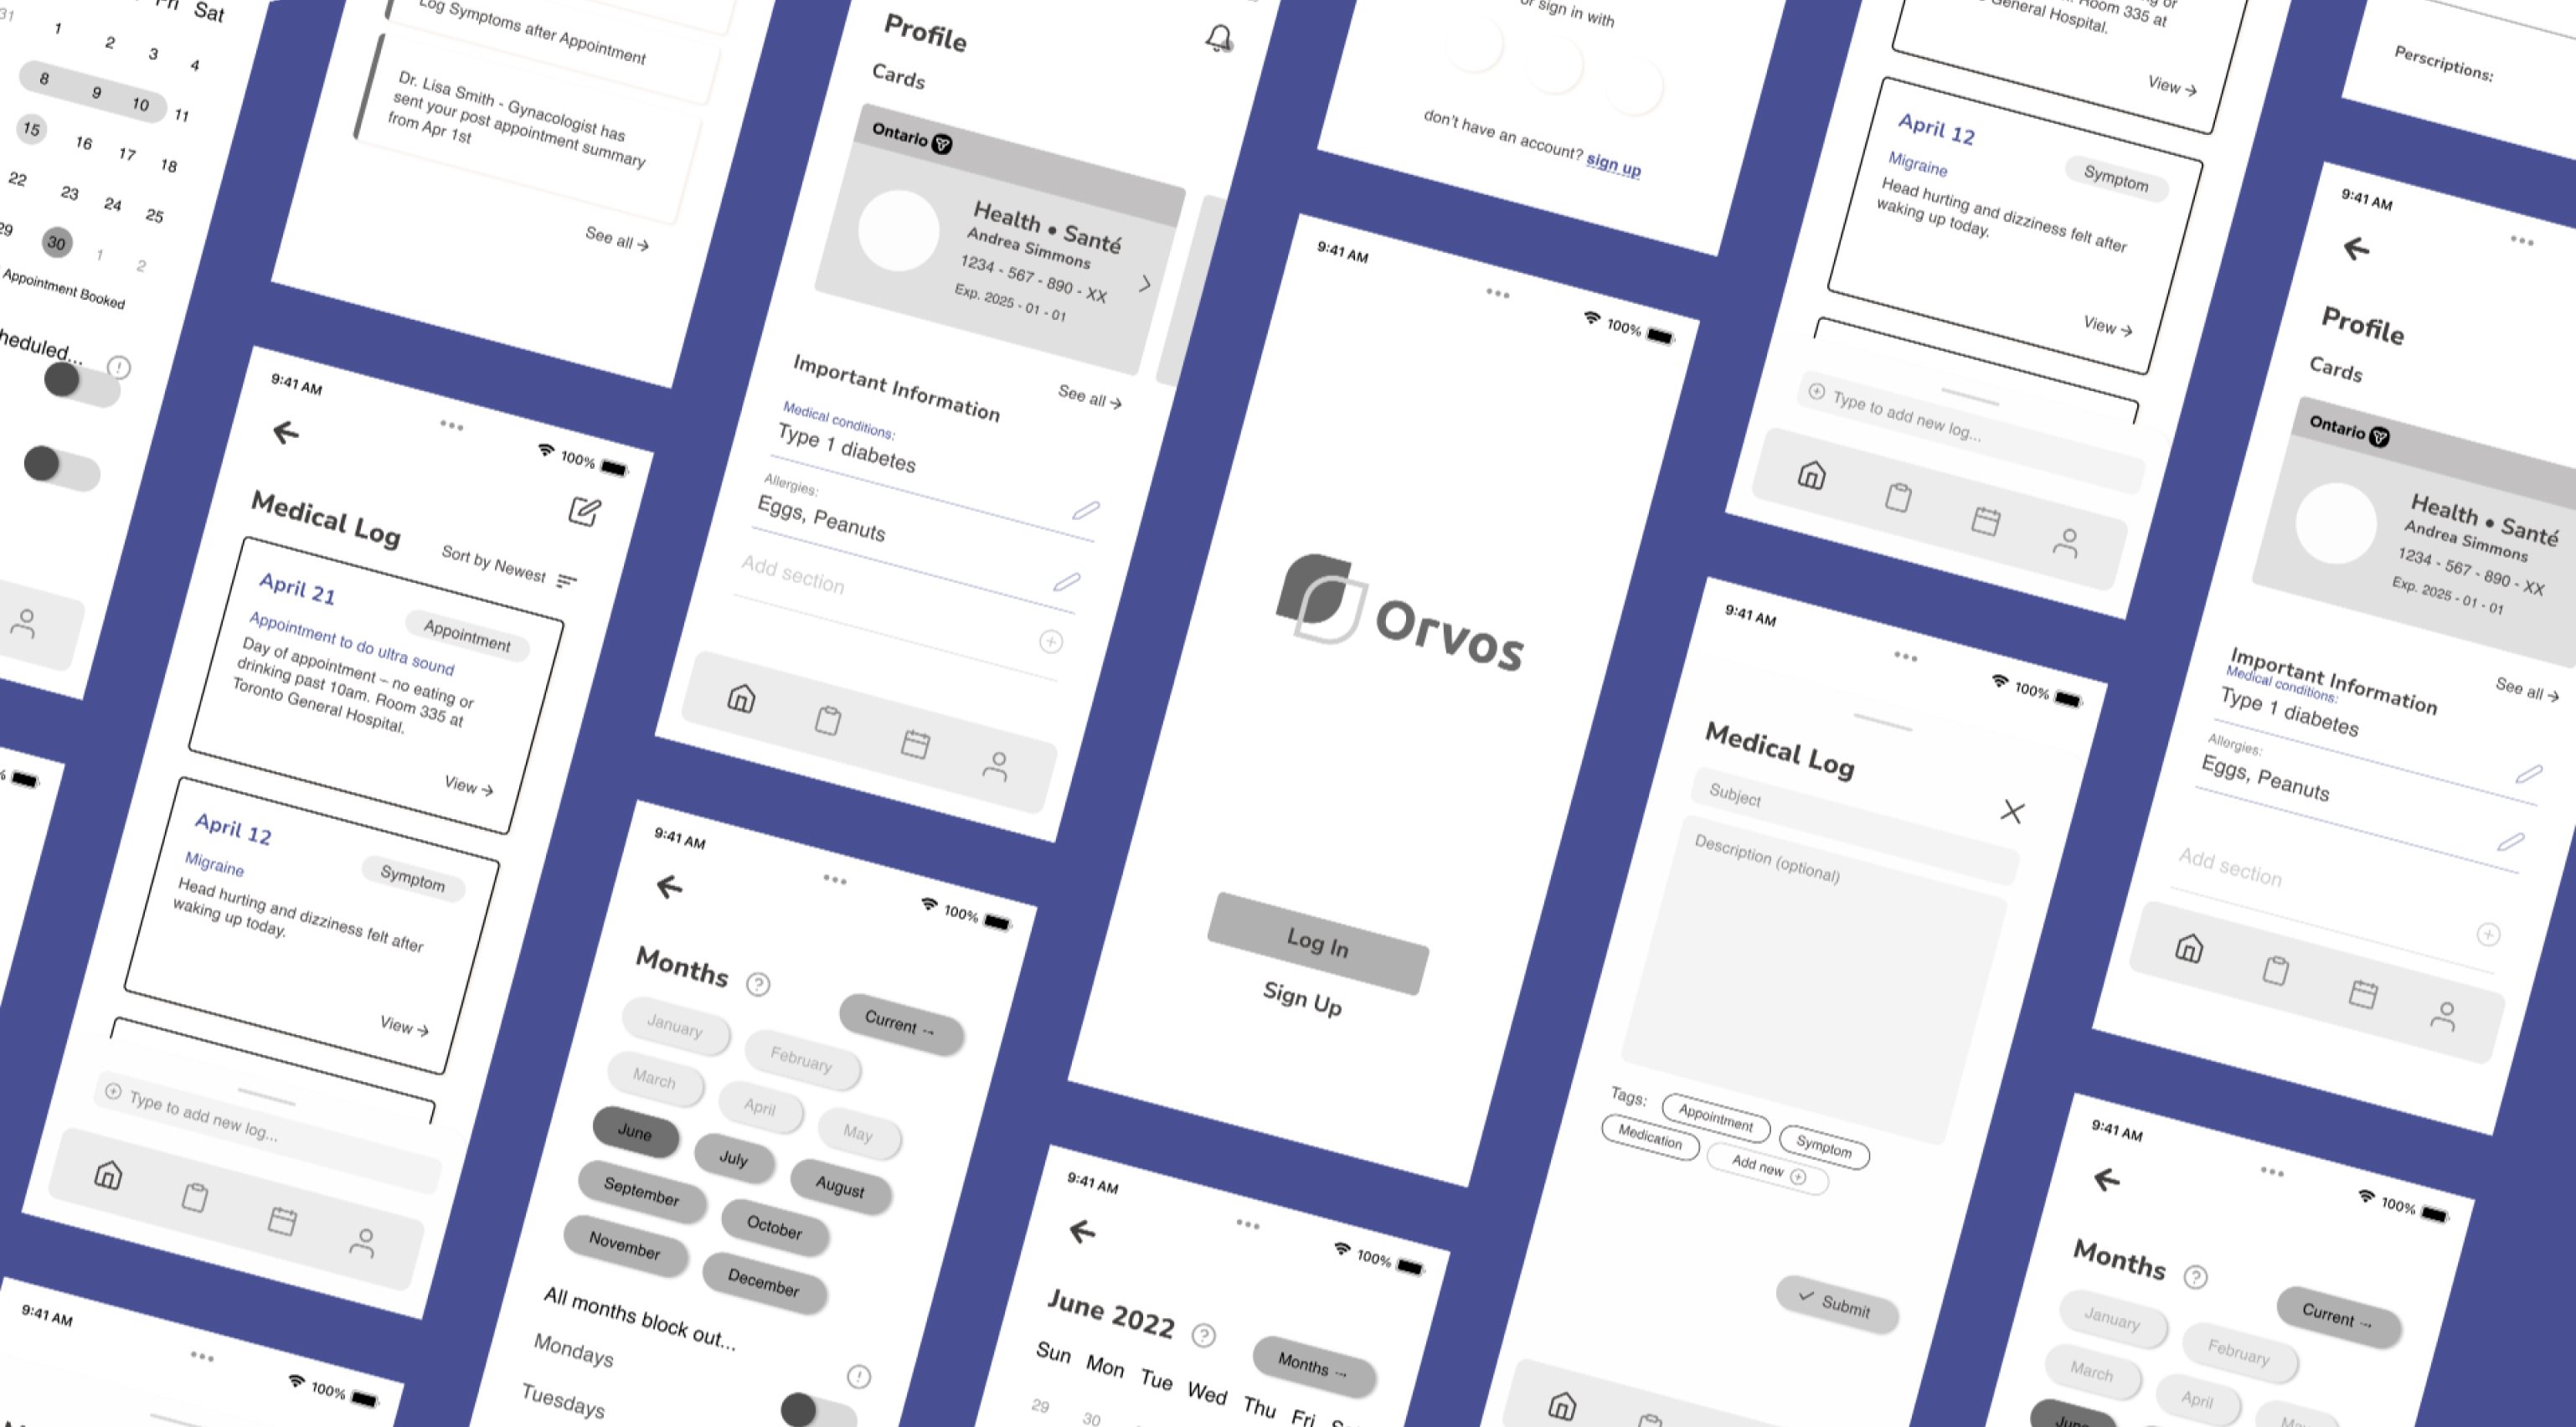 Fri Sat
31 1 2 3 4
8 9 10 11
15 16 17 18
22 23 24 25
29 30 1 2
Appointment Booked
heduled...
Log Symptoms after Appointment
Dr. Lisa Smith - Gynacologist has
sent your post appointment summary
from Apr 1st
See all →
9:41 AM
100%
Medical Log
Sort by Newest
April 21
Appointment
Appointment to do ultra sound
Day of appointment – no eating or
drinking past 10am. Room 335 at
Toronto General Hospital.
View →
April 12
Symptom
Migraine
Head hurting and dizziness felt after
waking up today.
View →
Type to add new log...
9:41 AM
100%
Profile
Cards
Ontario
Health • Santé
Andrea Simmons
1234 - 567 - 890 - XX
Exp. 2025 - 01 - 01
See all →
Important Information
Medical conditions:
Type 1 diabetes
Allergies:
Eggs, Peanuts
Add section
9:41 AM
100%
Months
Current →
January February
March April May
June July August
September October
November December
All months block out...
Mondays
Tuesdays
or sign in with
don't have an account? sign up
9:41 AM
100%
Orvos
Log In
Sign Up
9:41 AM
100%
June 2022
Months →
Sun Mon Tue Wed Thu Fri
29 30
ing or
Room 335 at
General Hospital.
View →
April 12
Symptom
Migraine
Head hurting and dizziness felt after
waking up today.
View →
Type to add new log...
9:41 AM
100%
Medical Log
Subject
Description (optional)
Tags: Appointment Symptom
Medication Add new
Submit
Perscriptions:
9:41 AM
Profile
Cards
Ontario
Health • Santé
Andrea Simmons
1234 - 567 - 890 - XX
Exp. 2025 - 01 - 01
See all →
Important Information
Medical conditions:
Type 1 diabetes
Allergies:
Eggs, Peanuts
Add section
9:41 AM
100%
Months
Current →
January February
March April
June